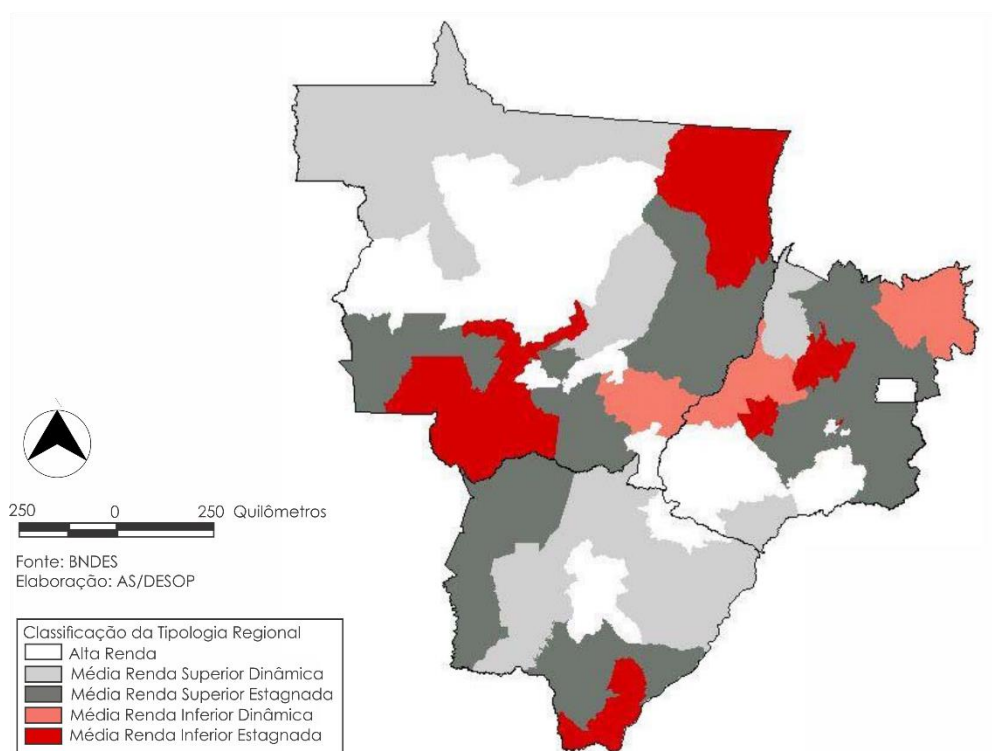 250 0 250 Quilômetros
Fonte: BNDES
Elaboração: AS/DESOP
Classificação da Tipologia Regional
Alta Renda
Média Renda Superior Dinâmica
Média Renda Superior Estagnada
Média Renda Inferior Dinâmica
Média Renda Inferior Estagnada